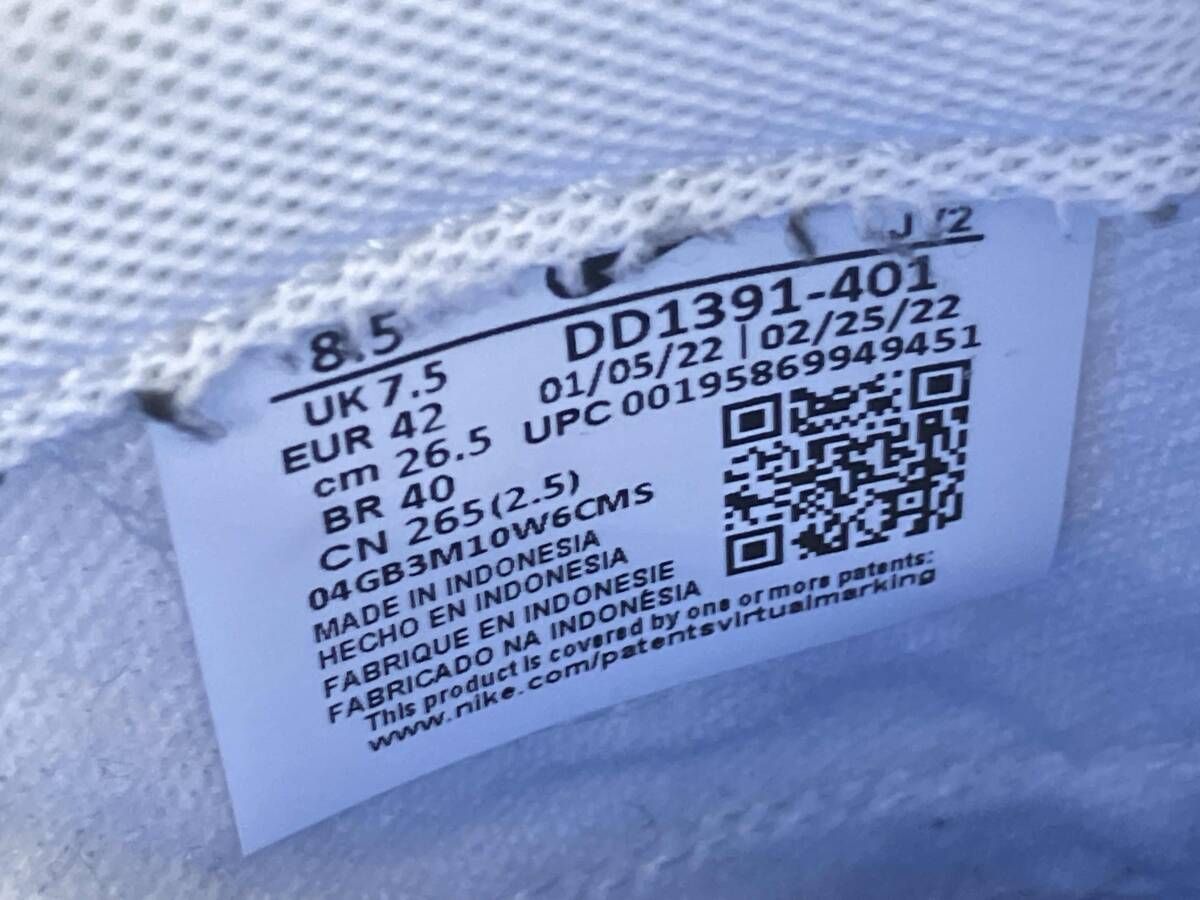 8.5
UK 7.5
EUR 42
cm 26.5
BR 40
CN 265(2.5)
DD1391-401
01/05/22 | 02/25/22
UPC 00195869949451
04GB3M10W6CMS
MADE IN INDONESIA
HECHO EN INDONESIA
FABRIQUE EN INDONESIE
FABRICADO NA INDONÉSIA
This product is covered by one or more patents:
www.nike.com/patentsvirtualmarking